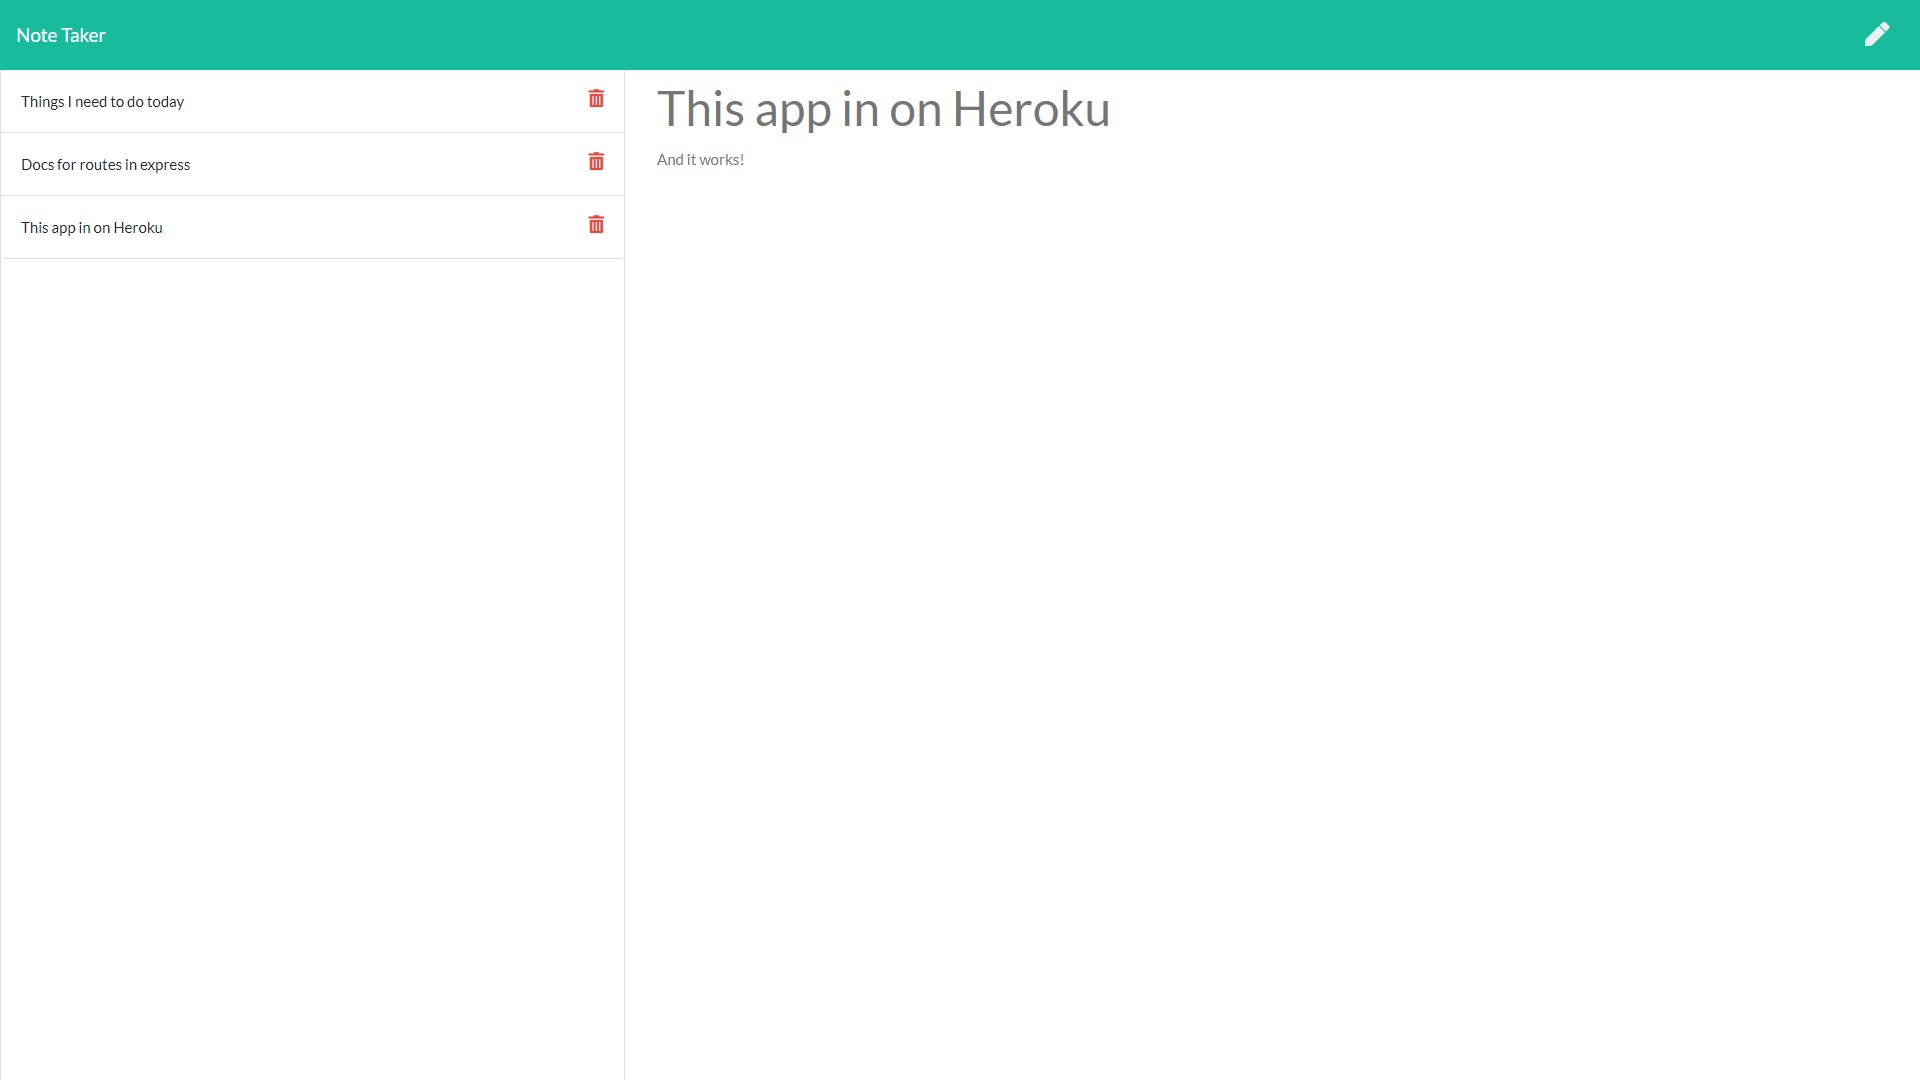 Note Taker
Things I need to do today
Docs for routes in express
This app in on Heroku
This app in on Heroku
And it works!